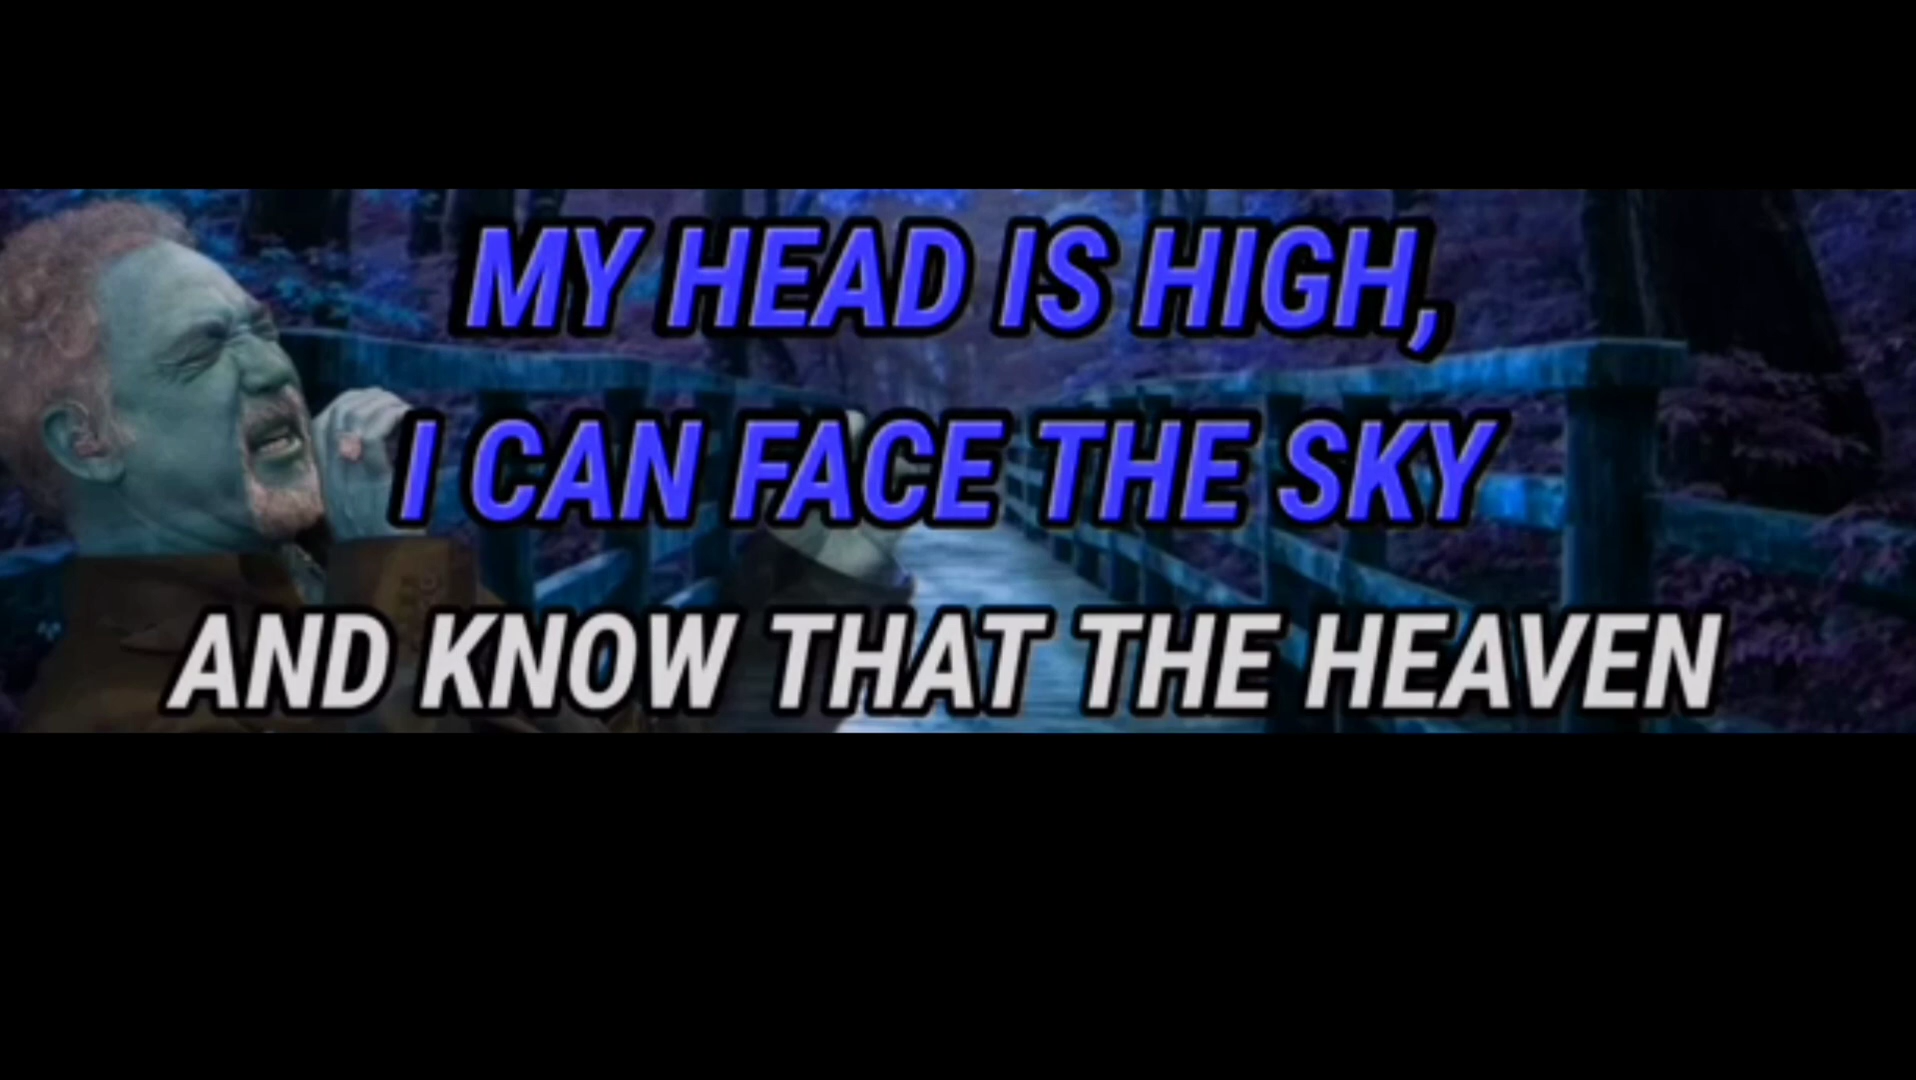 MY HEAD IS HIGH,
I CAN FACE THE SKY
AND KNOW THAT THE HEAVEN